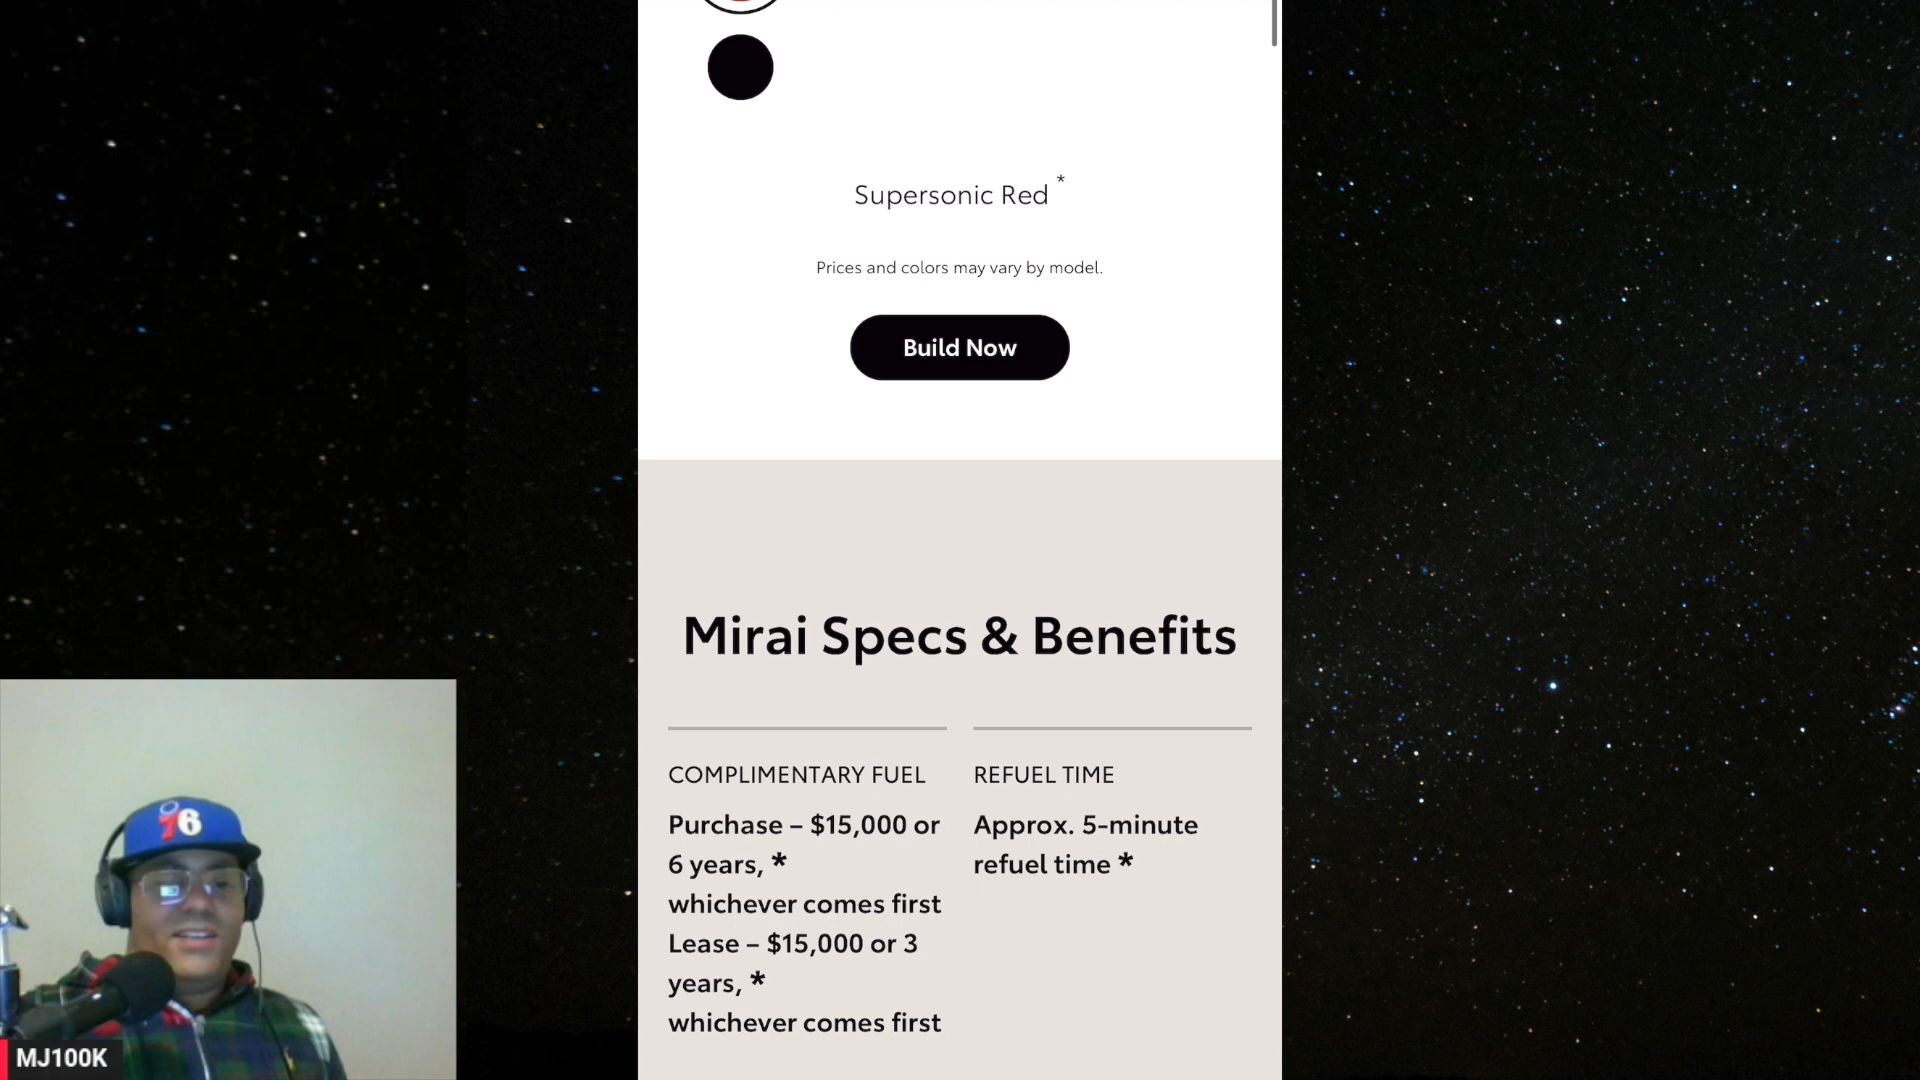 Supersonic Red *
Prices and colors may vary by model.
Build Now
Mirai Specs & Benefits
COMPLIMENTARY FUEL
Purchase – $15,000 or
6 years, *
whichever comes first
Lease – $15,000 or 3
years, *
whichever comes first
REFUEL TIME
Approx. 5-minute
refuel time *
76
MJ100K